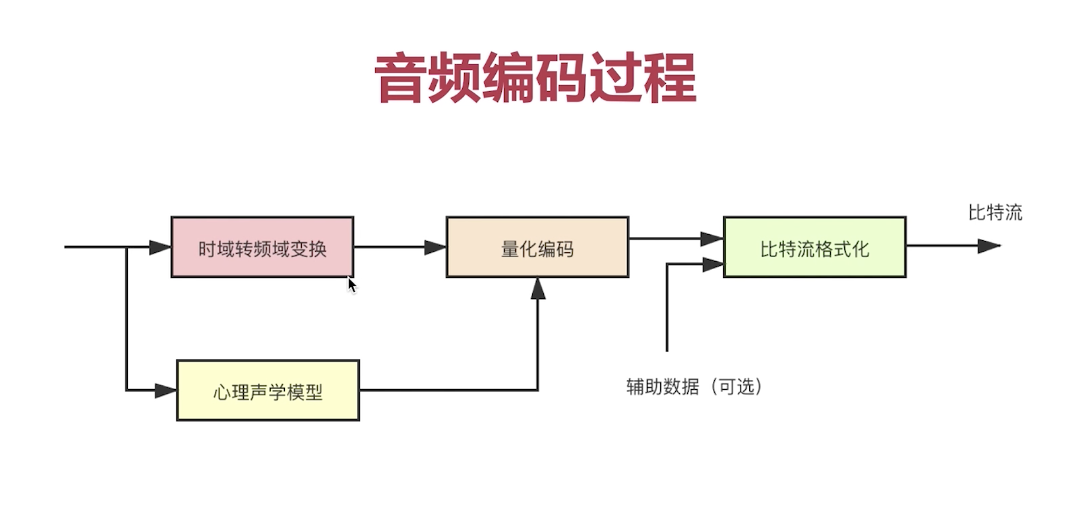 音频编码过程
比特流
时域转频域变换
量化编码
比特流格式化
心理声学模型
辅助数据（可选）